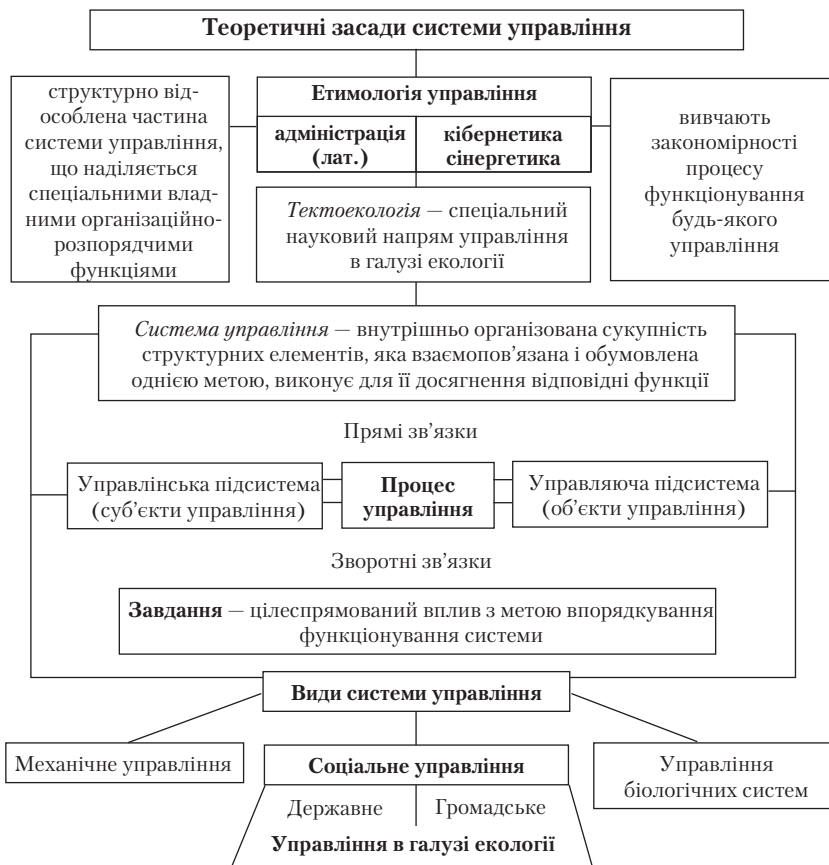 Теоретичні засади системи управління
структурно від-
особлена частина
системи управління,
що наділяється
спеціальними влад-
ними організаційно-
розпорядчими
функціями
Етимологія управління
адміністрація
(лат.)
кібернетика
сінергетика
вивчають
закономірності
процесу
функціонування
будь-якого
управління
Тектоекологія — спеціальний
науковий напрям управління
в галузі екології
Система управління — внутрішньо організована сукупність
структурних елементів, яка взаємопов’язана і обумовлена
однією метою, виконує для її досягнення відповідні функції
Прямі зв’язки
Управлінська підсистема
(суб’єкти управління)
Процес
управління
Управляюча підсистема
(об’єкти управління)
Зворотні зв’язки
Завдання — цілеспрямований вплив з метою впорядкування
функціонування системи
Види системи управління
Механічне управління
Соціальне управління
Державне
Громадське
Управління в галузі екології
Управління
біологічних систем